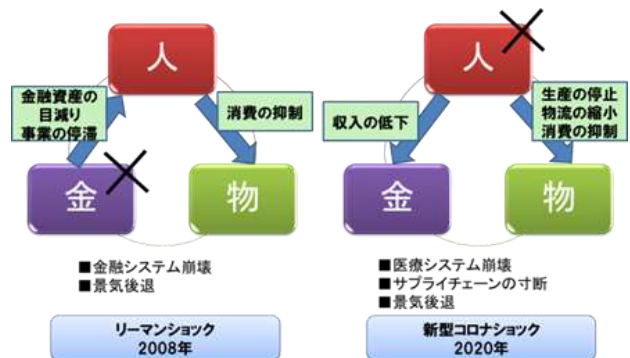 人
金融資産の
目減り
事業の停滞
消費の抑制
金
物
■金融システム崩壊
■景気後退
リーマンショック
2008年
人
収入の低下
生産の停止
物流の縮小
消費の抑制
金
物
■医療システム崩壊
■サプライチェーンの寸断
■景気後退
新型コロナショック
2020年